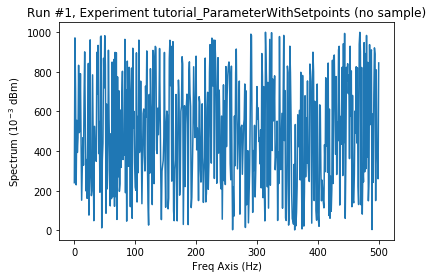 Run #1, Experiment tutorial_ParameterWithSetpoints (no sample)
1000
800
600
400
200
0
Spectrum (10⁻³ dBm)
0 100 200 300 400 500
Freq Axis (Hz)